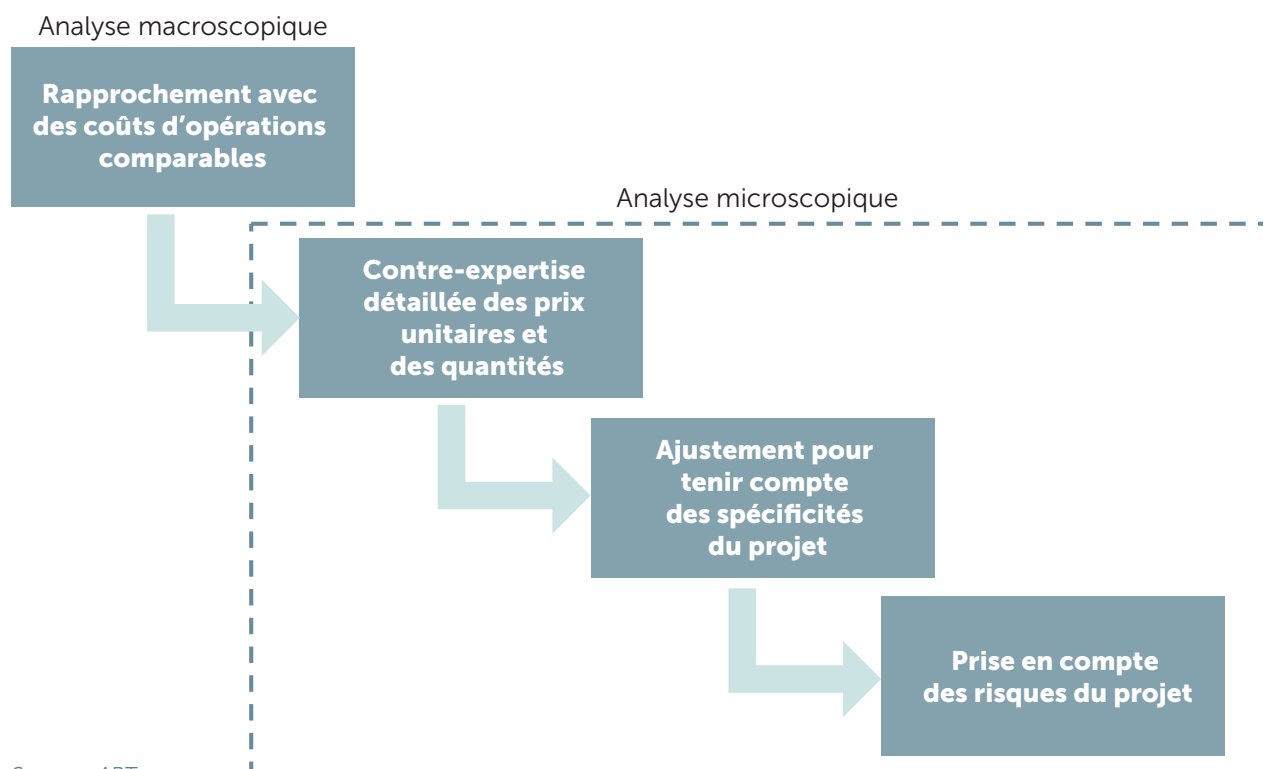 Analyse macroscopique
Rapprochement avec
des coûts d’opérations
comparables
Analyse microscopique
Contre-expertise
détaillée des prix
unitaires et
des quantités
Ajustement pour
tenir compte
des spécificités
du projet
Prise en compte
des risques du projet